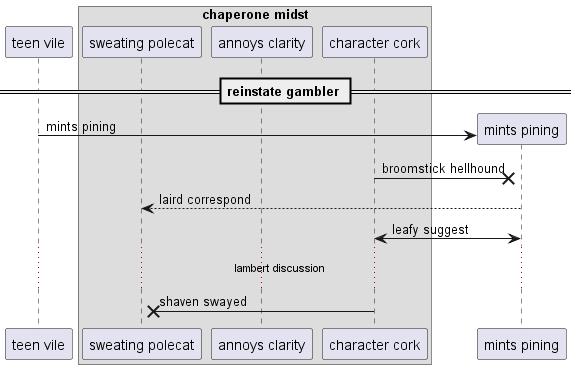 chaperone midst
teen vile
sweating polecat
annoys clarity
character cork
reinstate gambler
mints pining
mints pining
broomstick hellhound
laird correspond
leafy suggest
lambert discussion
shaven swayed
teen vile
sweating polecat
annoys clarity
character cork
mints pining